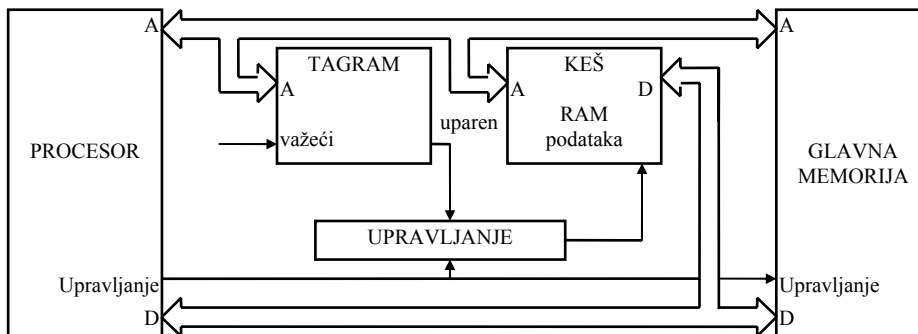 A
A
TAGRAM
KEŠ
A
A
D
RAM
podataka
važeći
uparen
PROCESOR
GLAVNA
MEMORIJA
UPRAVLJANJE
Upravljanje
Upravljanje
D
D